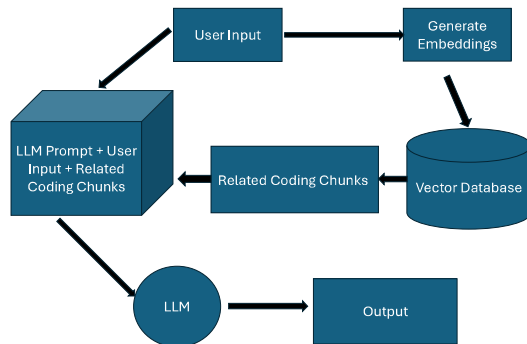 User Input
Generate
Embeddings
LLM Prompt + User
Input + Related
Coding Chunks
Related Coding Chunks
Vector Database
LLM
Output